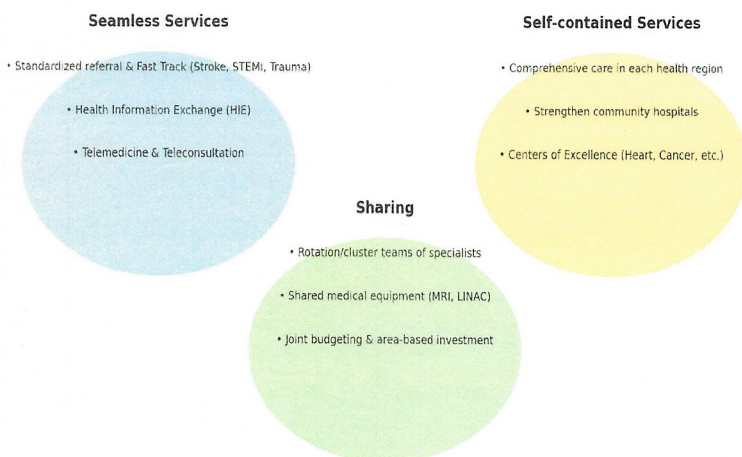 Seamless Services
• Standardized referral & Fast Track (Stroke, STEMI, Trauma)
• Health Information Exchange (HIE)
• Telemedicine & Teleconsultation
Self-contained Services
• Comprehensive care in each health region
• Strengthen community hospitals
• Centers of Excellence (Heart, Cancer, etc.)
Sharing
• Rotation/cluster teams of specialists
• Shared medical equipment (MRI, LINAC)
• Joint budgeting & area-based investment